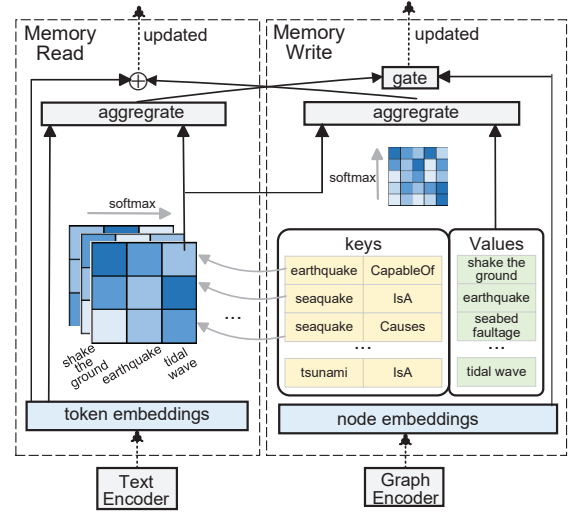 Memory
Read
updated
Memory
Write
updated
gate
aggregrate
aggregrate
softmax
softmax
keys
Values
earthquake CapableOf
shake the
ground
seaquake IsA
earthquake
seaquake Causes
seabed
faultage
...
...
...
tsunami IsA
tidal wave
shake
the
ground
earthquake
tidal
wave
token embeddings
node embeddings
Text
Encoder
Graph
Encoder